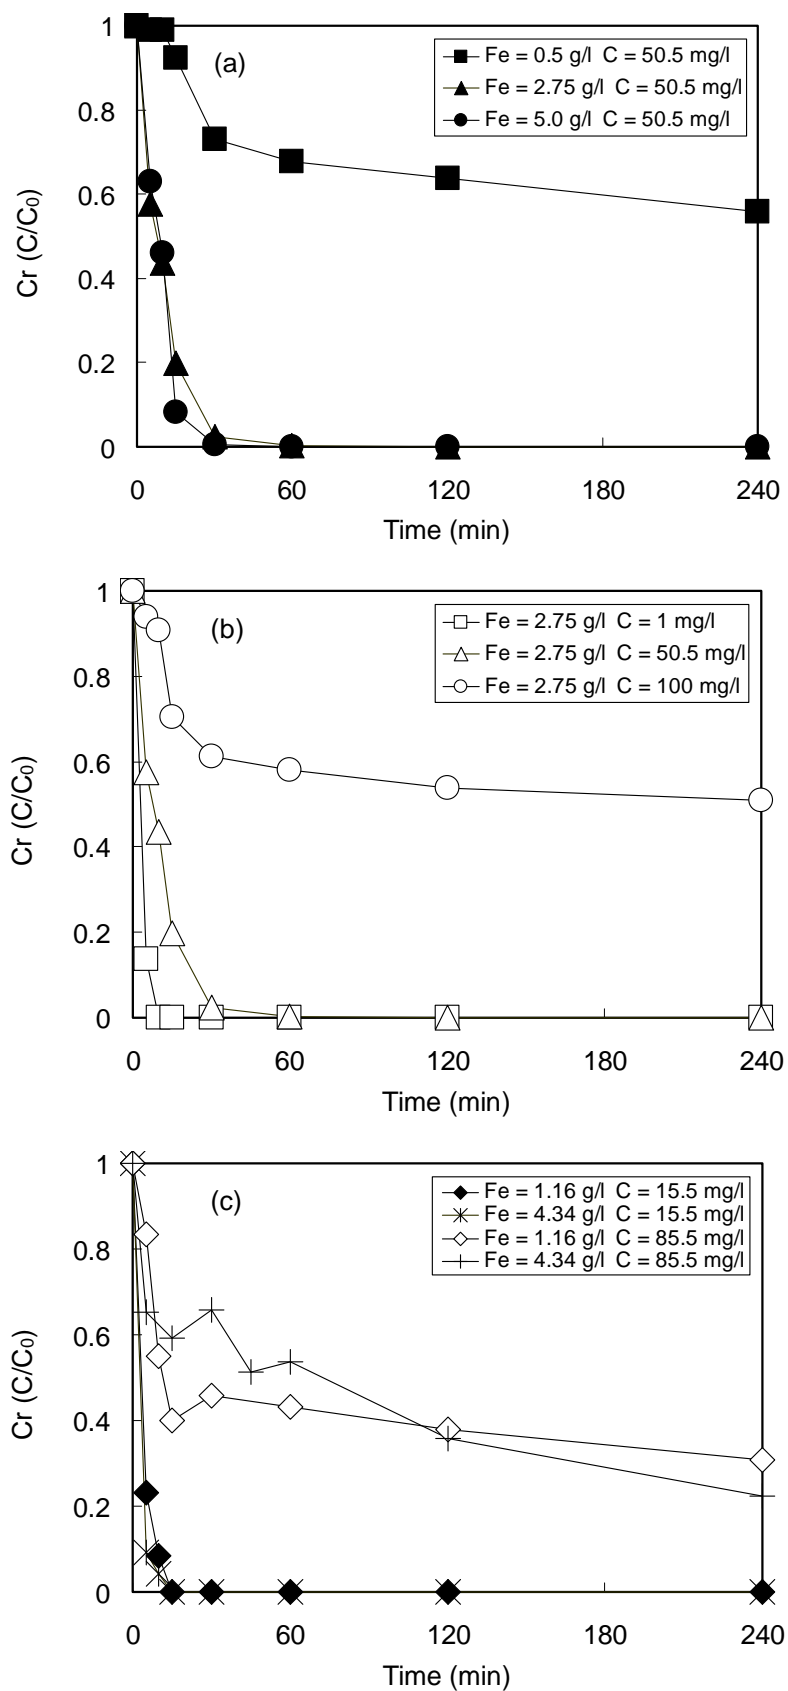 1
(a)
Fe = 0.5 g/l C = 50.5 mg/l
Fe = 2.75 g/l C = 50.5 mg/l
Fe = 5.0 g/l C = 50.5 mg/l
0.8
0.6
0.4
0.2
0
Cr (C/C0)
0 60 120 180 240
Time (min)
1
(b)
Fe = 2.75 g/l C = 1 mg/l
Fe = 2.75 g/l C = 50.5 mg/l
Fe = 2.75 g/l C = 100 mg/l
0.8
0.6
0.4
0.2
0
Cr (C/C0)
0 60 120 180 240
Time (min)
1
(c)
Fe = 1.16 g/l C = 15.5 mg/l
Fe = 4.34 g/l C = 15.5 mg/l
Fe = 1.16 g/l C = 85.5 mg/l
Fe = 4.34 g/l C = 85.5 mg/l
0.8
0.6
0.4
0.2
0
Cr (C/C0)
0 60 120 180 240
Time (min)